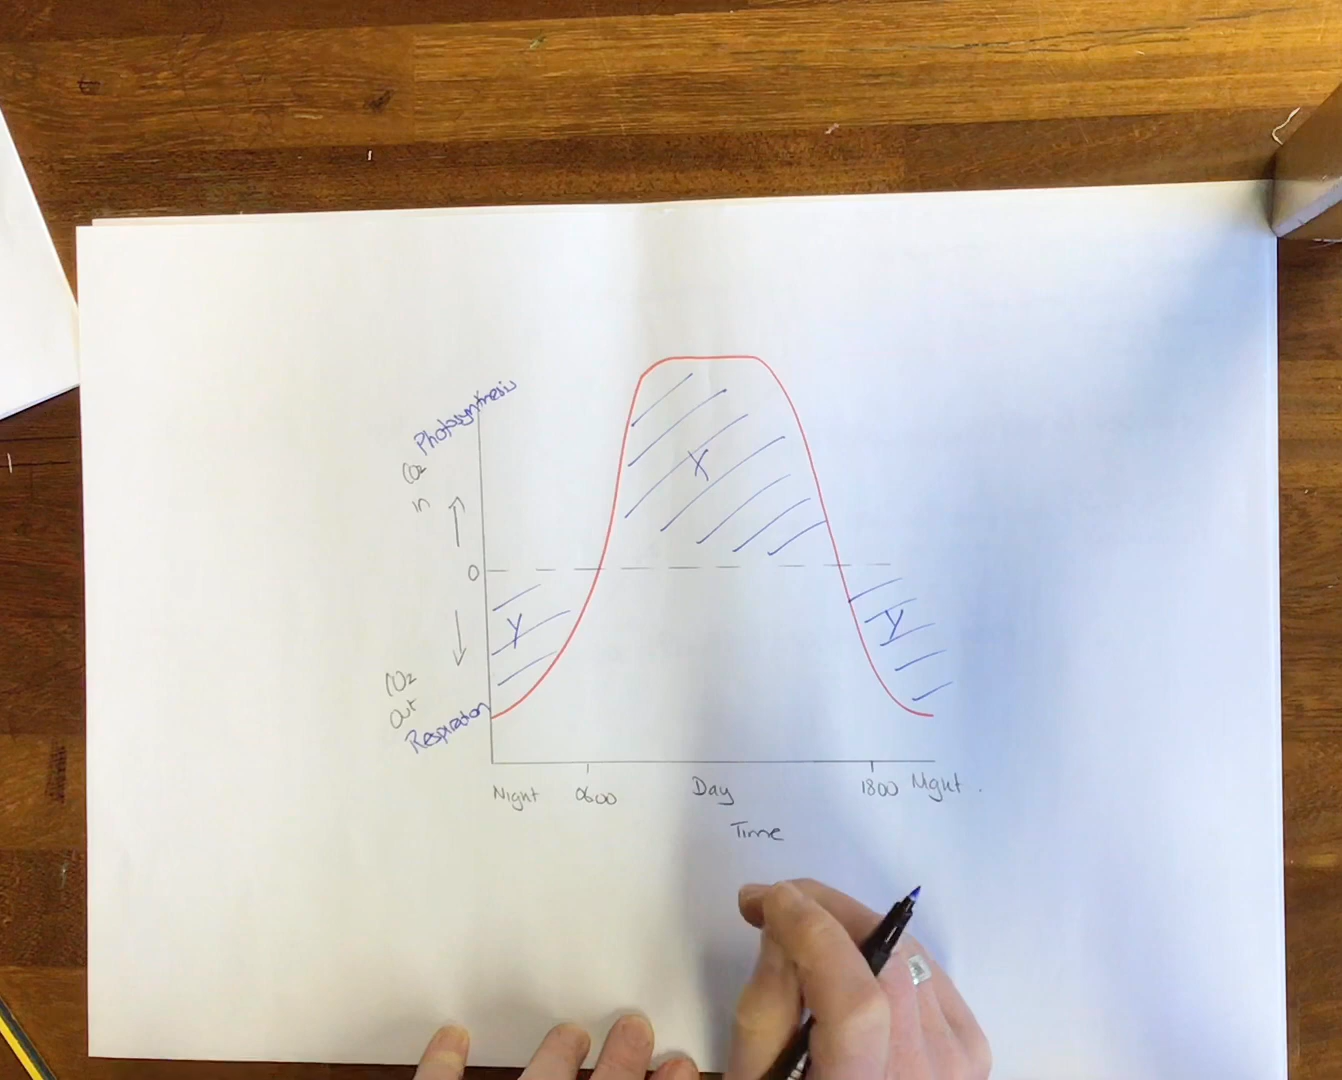 Photosynthesis
CO₂
in
X
0
Y
Y
CO₂
out
Respiration
Night 0600 Day 1800 Night.
Time